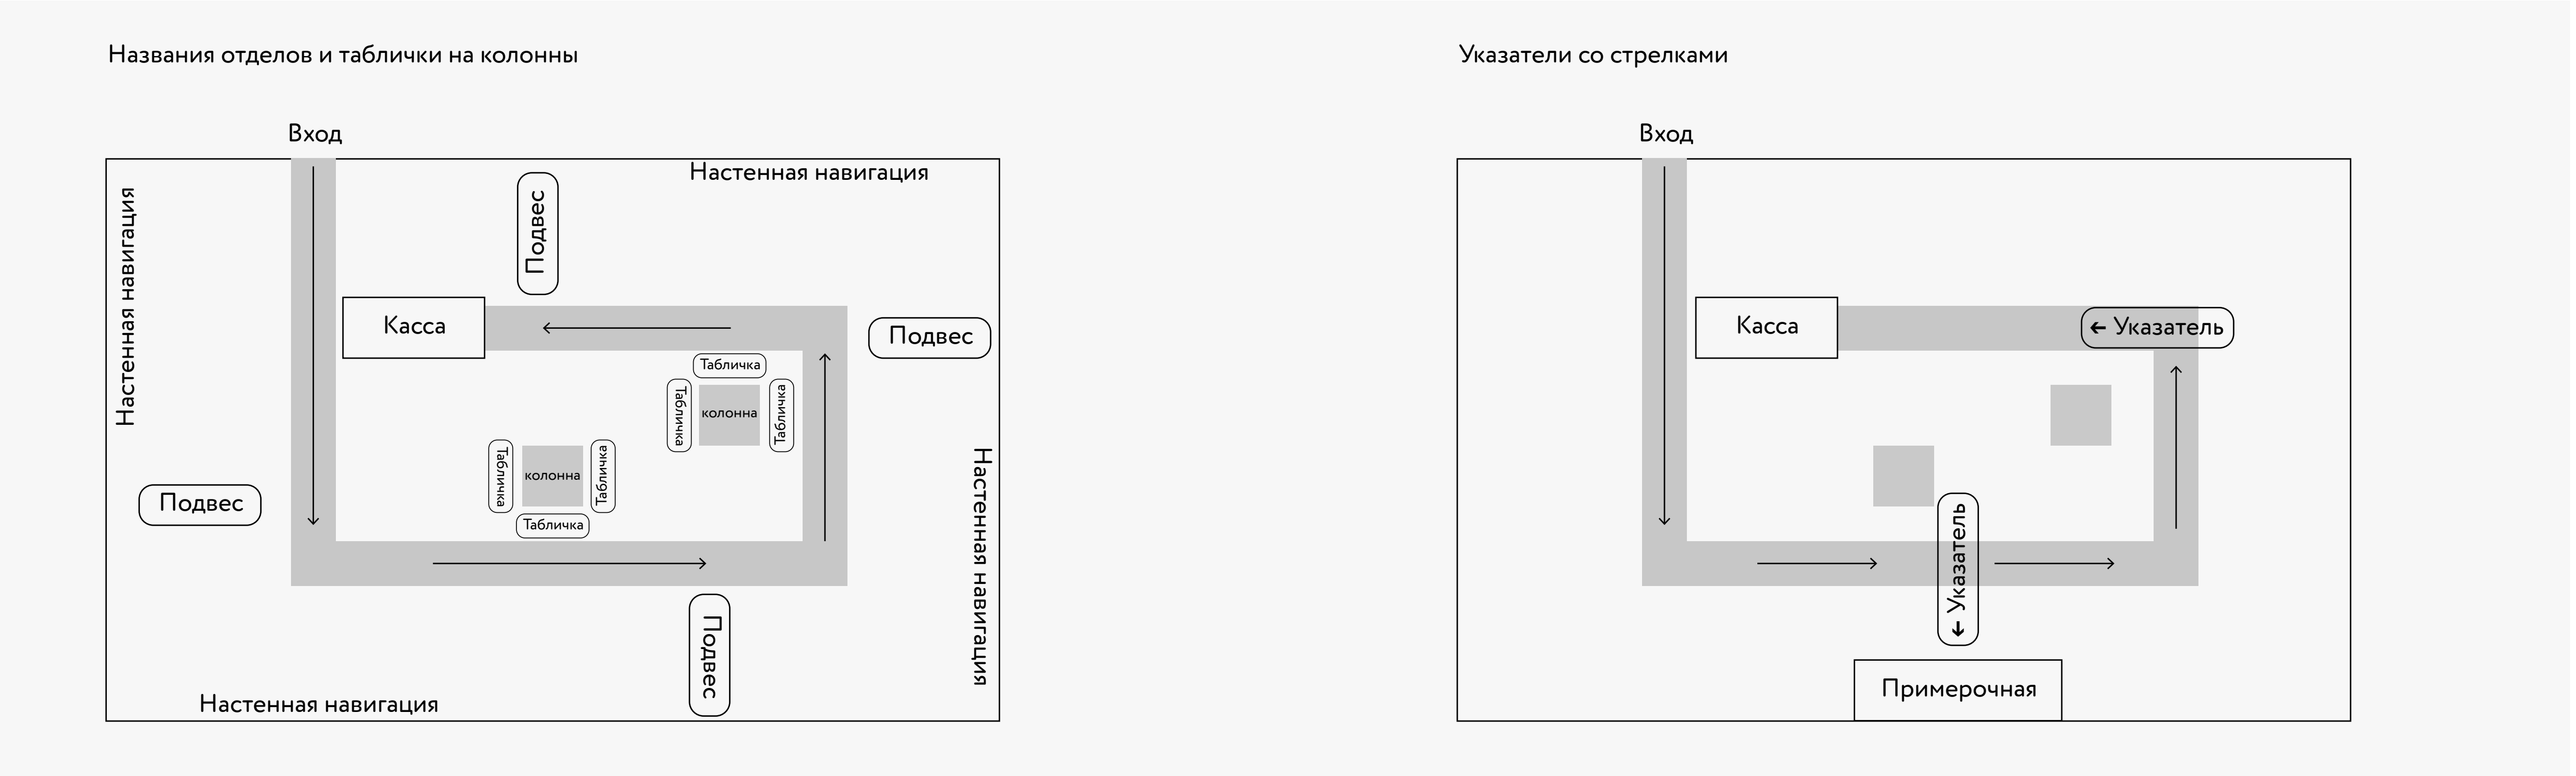 Названия отделов и таблички на колонны
Вход
Настенная навигация
Настенная навигация
Подвес
Касса
Подвес
Табличка
Табличка
колонна
Табличка
Табличка
колонна
Табличка
Табличка
Подвес
Настенная навигация
Подвес
Настенная навигация
Указатели со стрелками
Вход
Касса
← Указатель
← Указатель
Примерочная